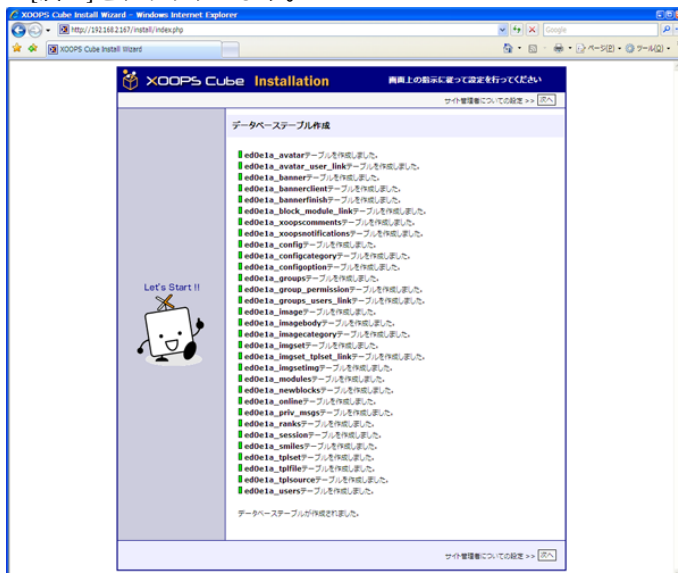 XOOPS Cube Install Wizard - Windows Internet Explorer
http://192.168.2.167/install/index.php
Google
XOOPS Cube Install Wizard
ページ(P)
ツール(O)
XOOPS Cube Installation
画面上の指示に従って設定を行ってください
サイト管理者についての設定 >> 次へ
データベーステーブル作成
ed0e1a_avatarテーブルを作成しました。
ed0e1a_avatar_user_linkテーブルを作成しました。
ed0e1a_bannerテーブルを作成しました。
ed0e1a_bannerclientテーブルを作成しました。
ed0e1a_bannerfinishテーブルを作成しました。
ed0e1a_block_module_linkテーブルを作成しました。
ed0e1a_xoopscommentsテーブルを作成しました。
ed0e1a_xoopsnotificationsテーブルを作成しました。
ed0e1a_configテーブルを作成しました。
ed0e1a_configcategoryテーブルを作成しました。
ed0e1a_configoptionテーブルを作成しました。
ed0e1a_groupsテーブルを作成しました。
ed0e1a_group_permissionテーブルを作成しました。
ed0e1a_groups_users_linkテーブルを作成しました。
ed0e1a_imageテーブルを作成しました。
ed0e1a_imagebodyテーブルを作成しました。
ed0e1a_imagecategoryテーブルを作成しました。
ed0e1a_imgsetテーブルを作成しました。
ed0e1a_imgset_tplset_linkテーブルを作成しました。
ed0e1a_imgsetimgテーブルを作成しました。
ed0e1a_modulesテーブルを作成しました。
ed0e1a_newblocksテーブルを作成しました。
ed0e1a_onlineテーブルを作成しました。
ed0e1a_priv_msgsテーブルを作成しました。
ed0e1a_ranksテーブルを作成しました。
ed0e1a_sessionテーブルを作成しました。
ed0e1a_smilesテーブルを作成しました。
ed0e1a_tplsetテーブルを作成しました。
ed0e1a_tplfileテーブルを作成しました。
ed0e1a_tplsourceテーブルを作成しました。
ed0e1a_usersテーブルを作成しました。
データベーステーブルが作成されました。
Let's Start !!
サイト管理者についての設定 >> 次へ